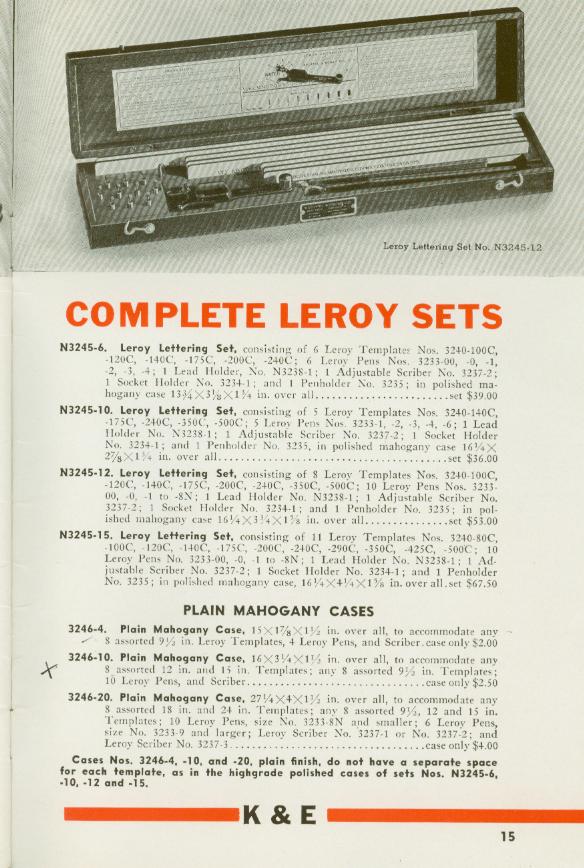 Leroy Lettering Set No. N3245-12
COMPLETE LEROY SETS
N3245-6. Leroy Lettering Set, consisting of 6 Leroy Templates Nos. 3240-100C,
-120C, -140C, -175C, -200C, -240C; 6 Leroy Pens Nos. 3233-00, -0, -1,
-2, -3, -4; 1 Lead Holder, No. N3238-1; 1 Adjustable Scriber No. 3237-2;
1 Socket Holder No. 3234-1; and 1 Penholder No. 3235; in polished ma-
hogany case 13¾×3⅛×1¾ in. over all........................set $39.00
N3245-10. Leroy Lettering Set, consisting of 5 Leroy Templates Nos. 3240-140C,
-175C, -240C, -350C, -500C; 5 Leroy Pens Nos. 3233-1, -2, -3, -4, -6; 1 Lead
Holder No. N3238-1; 1 Adjustable Scriber No. 3237-2; 1 Socket Holder
No. 3234-1; and 1 Penholder No. 3235, in polished mahogany case 16¼×
2⅞×1¾ in. over all........................................set $36.00
N3245-12. Leroy Lettering Set, consisting of 8 Leroy Templates Nos. 3240-100C,
-120C, -140C, -175C, -200C, -240C, -350C, -500C; 10 Leroy Pens Nos. 3233-
00, -0, -1 to -8N; 1 Lead Holder No. N3238-1; 1 Adjustable Scriber No.
3237-2; 1 Socket Holder No. 3234-1; and 1 Penholder No. 3235; in pol-
ished mahogany case 16¼×3¼×1⅜ in. over all..............set $53.00
N3245-15. Leroy Lettering Set, consisting of 11 Leroy Templates Nos. 3240-80C,
-100C, -120C, -140C, -175C, -200C, -240C, -290C, -350C, -425C, -500C; 10
Leroy Pens No. 3233-00, -0, -1 to -8N; 1 Lead Holder No. N3238-1; 1 Ad-
justable Scriber No. 3237-2; 1 Socket Holder No. 3234-1; and 1 Penholder
No. 3235; in polished mahogany case, 16¼×4¼×1⅜ in. over all.set $67.50
PLAIN MAHOGANY CASES
3246-4. Plain Mahogany Case, 15×1⅞×1½ in. over all, to accommodate any
8 assorted 9½ in. Leroy Templates, 4 Leroy Pens, and Scriber.case only $2.00
3246-10. Plain Mahogany Case, 16×3¼×1½ in. over all, to accommodate any
8 assorted 12 in. and 15 in. Templates; any 8 assorted 9½ in. Templates;
10 Leroy Pens, and Scriber................................case only $2.50
3246-20. Plain Mahogany Case, 27¼×4×1½ in. over all, to accommodate any
8 assorted 18 in. and 24 in. Templates; any 8 assorted 9½, 12 and 15 in.
Templates; 10 Leroy Pens, size No. 3233-8N and smaller; 6 Leroy Pens,
size No. 3233-9 and larger; Leroy Scriber No. 3237-1 or No. 3237-2; and
Leroy Scriber No. 3237-3..................................case only $4.00
Cases Nos. 3246-4, -10, and -20, plain finish, do not have a separate space
for each template, as in the highgrade polished cases of sets Nos. N3245-6,
-10, -12 and -15.
K & E
15